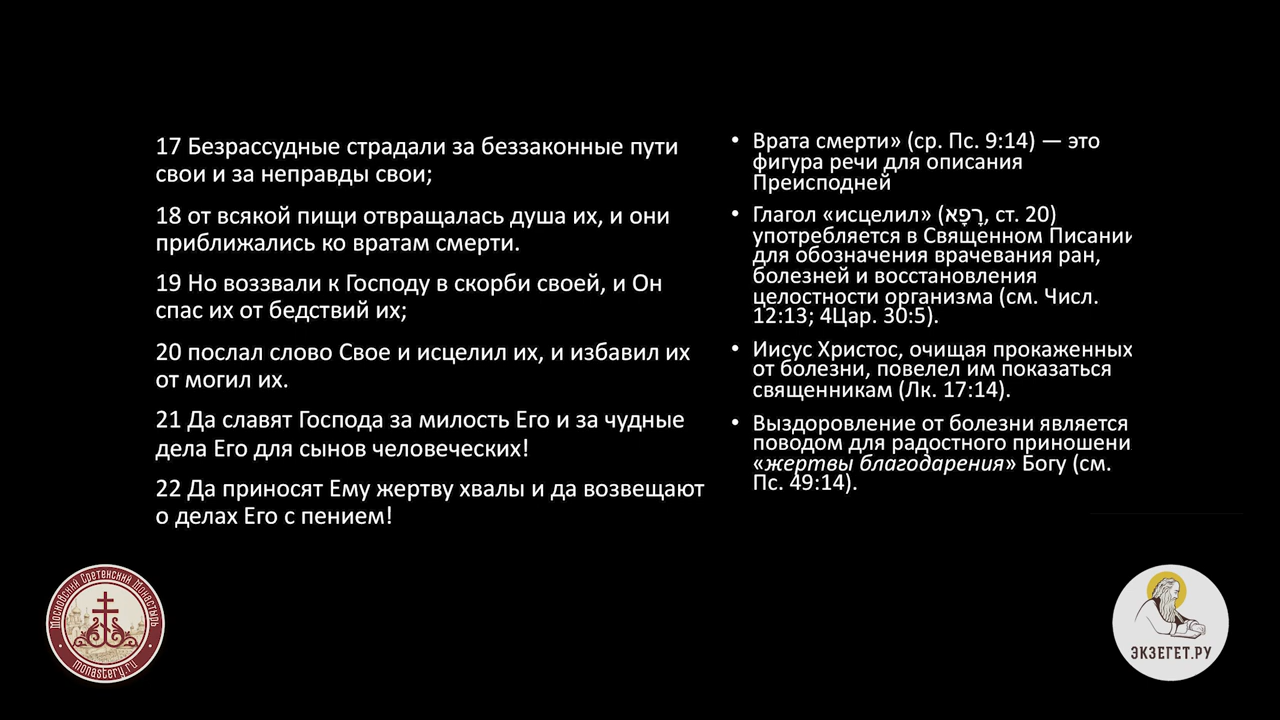 17 Безрассудные страдали за беззаконные пути
свои и за неправды свои;
18 от всякой пищи отвращалась душа их, и они
приближались ко вратам смерти.
19 Но воззвали к Господу в скорби своей, и Он
спас их от бедствий их;
20 послал слово Свое и исцелил их, и избавил их
от могил их.
21 Да славят Господа за милость Его и за чудные
дела Его для сынов человеческих!
22 Да приносят Ему жертву хвалы и да возвещают
о делах Его с пением!
• Врата смерти» (ср. Пс. 9:14) — это
фигура речи для описания
Преисподней
• Глагол «исцелил» (רָפָא, ст. 20)
употребляется в Священном Писании
для обозначения врачевания ран,
болезней и восстановления
целостности организма (см. Числ.
12:13; 4Цар. 30:5).
• Иисус Христос, очищая прокаженных
от болезни, повелел им показаться
священникам (Лк. 17:14).
• Выздоровление от болезни является
поводом для радостного приношени
«жертвы благодарения» Богу (см.
Пс. 49:14).
Московский Сретенский Монастырь
monastery.ru
ЭКЗЕГЕТ.РУ